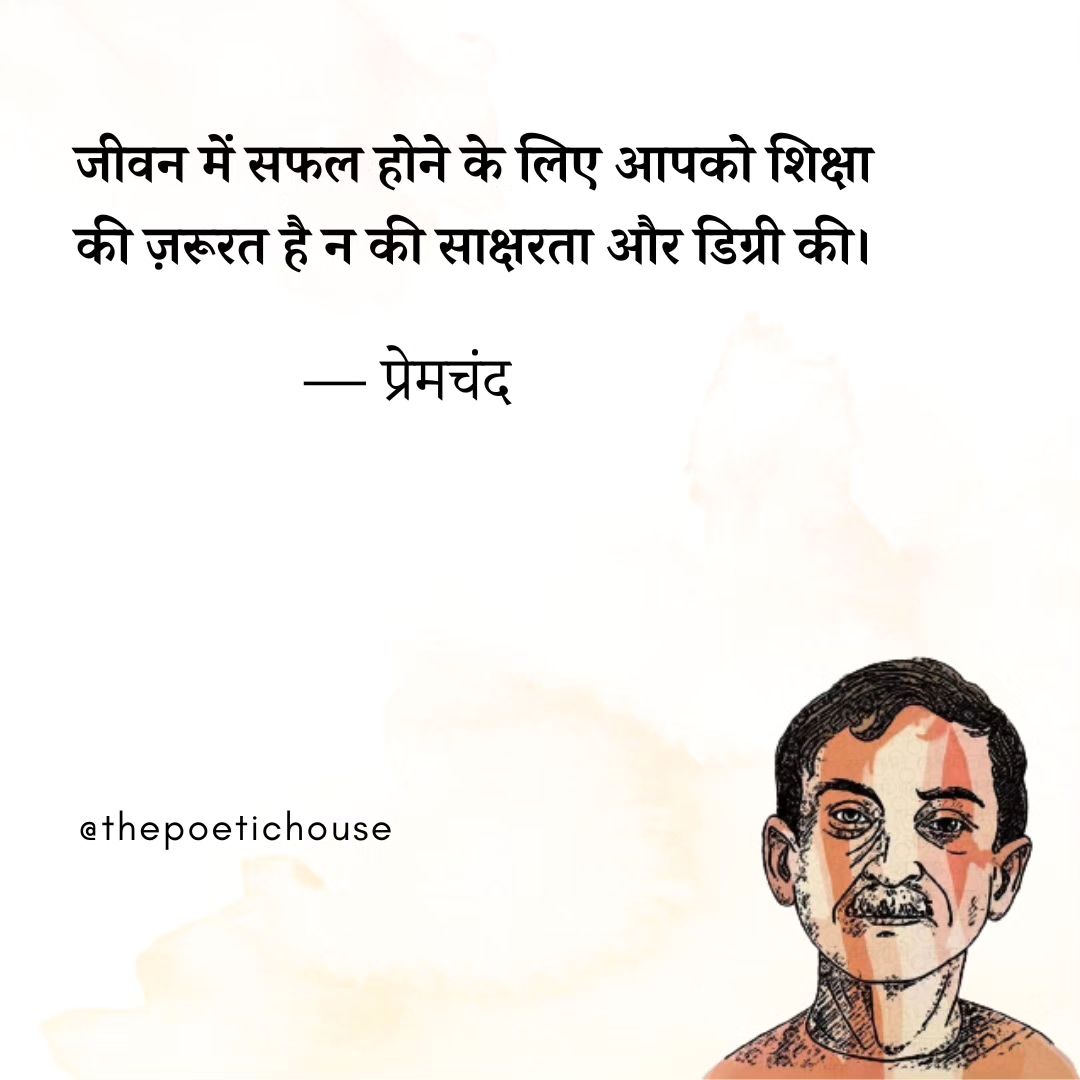 जीवन में सफल होने के लिए आपको शिक्षा
की ज़रूरत है न की साक्षरता और डिग्री की।
— प्रेमचंद
@thepoetichouse